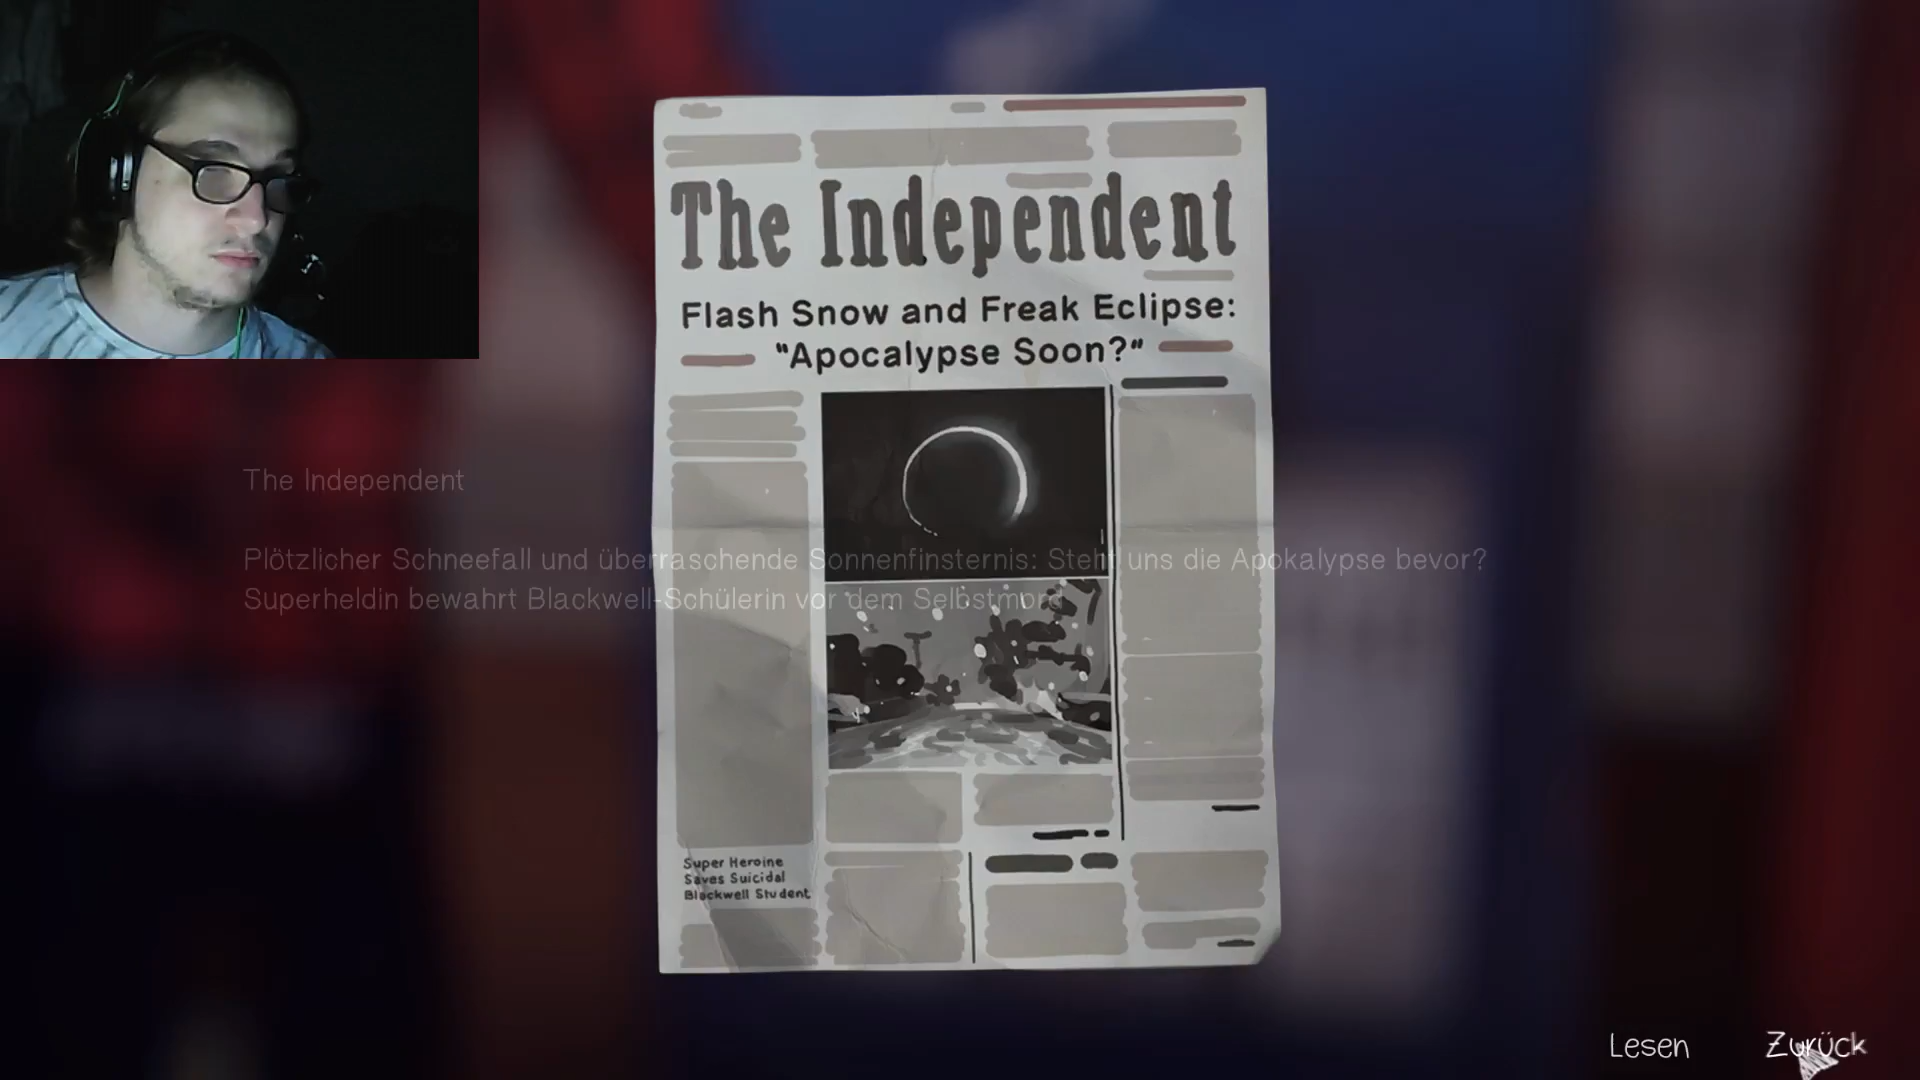 The Independent
Flash Snow and Freak Eclipse:
"Apocalypse Soon?"
The Independent
Plötzlicher Schneefall und überraschende Sonnenfinsternis: Steht uns die Apokalypse bevor?
Superheldin bewahrt Blackwell-Schülerin vor dem Selbstmord
Super Heroine
Saves Suicidal
Blackwell Student
Lesen
Zurück